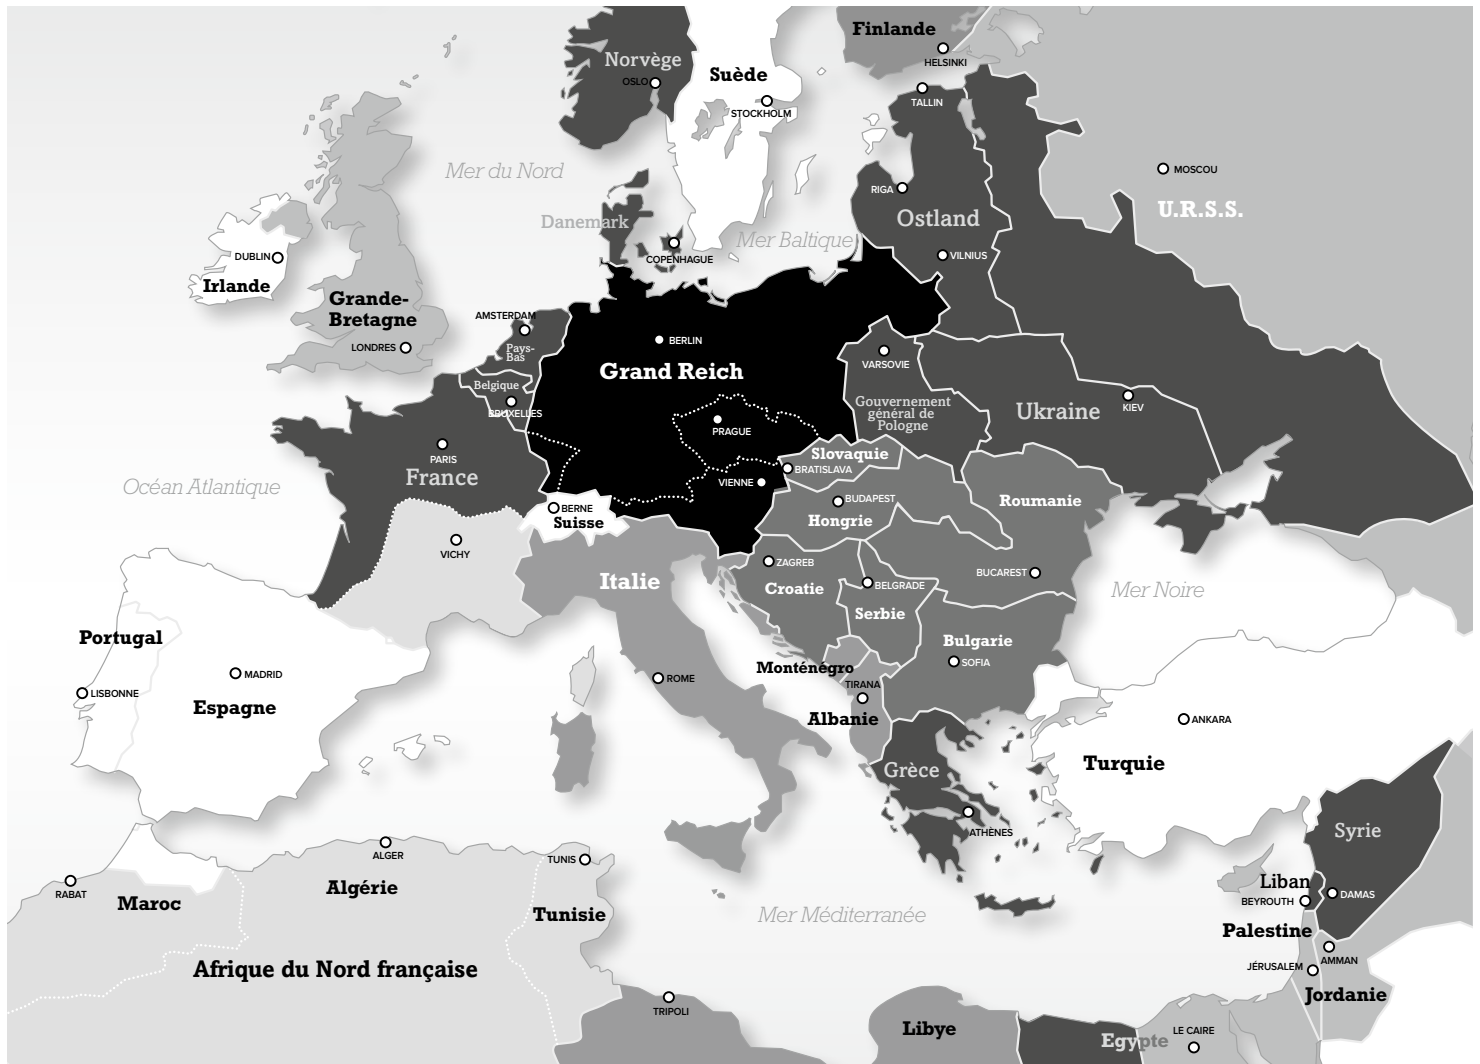 Finlande
HELSINKI
Norvège
OSLO
Suède
STOCKHOLM
TALLIN
MOSCOU
U.R.S.S.
Mer du Nord
RIGA
Ostland
VILNIUS
Danemark
COPENHAGUE
Mer Baltique
DUBLIN
Irlande
Grande-
Bretagne
LONDRES
AMSTERDAM
Pays-
Bas
Belgique
BRUXELLES
BERLIN
Grand Reich
VARSOVIE
Gouvernement
général de
Pologne
Ukraine
KIEV
PRAGUE
PARIS
France
Slovaquie
BRATISLAVA
VIENNE
Océan Atlantique
BERNE
Suisse
BUDAPEST
Hongrie
Roumanie
VICHY
ZAGREB
Croatie
BELGRADE
Serbie
BUCAREST
Mer Noire
Italie
Portugal
LISBONNE
MADRID
Espagne
ROME
Bulgarie
SOFIA
Monténégro
TIRANA
Albanie
ANKARA
Turquie
Grèce
ATHÈNES
Syrie
ALGER
TUNIS
RABAT
Maroc
Algérie
Tunisie
Liban
BEYROUTH
DAMAS
Mer Méditerranée
Palestine
AMMAN
JÉRUSALEM
Jordanie
Afrique du Nord française
TRIPOLI
Libye
Egypte
LE CAIRE